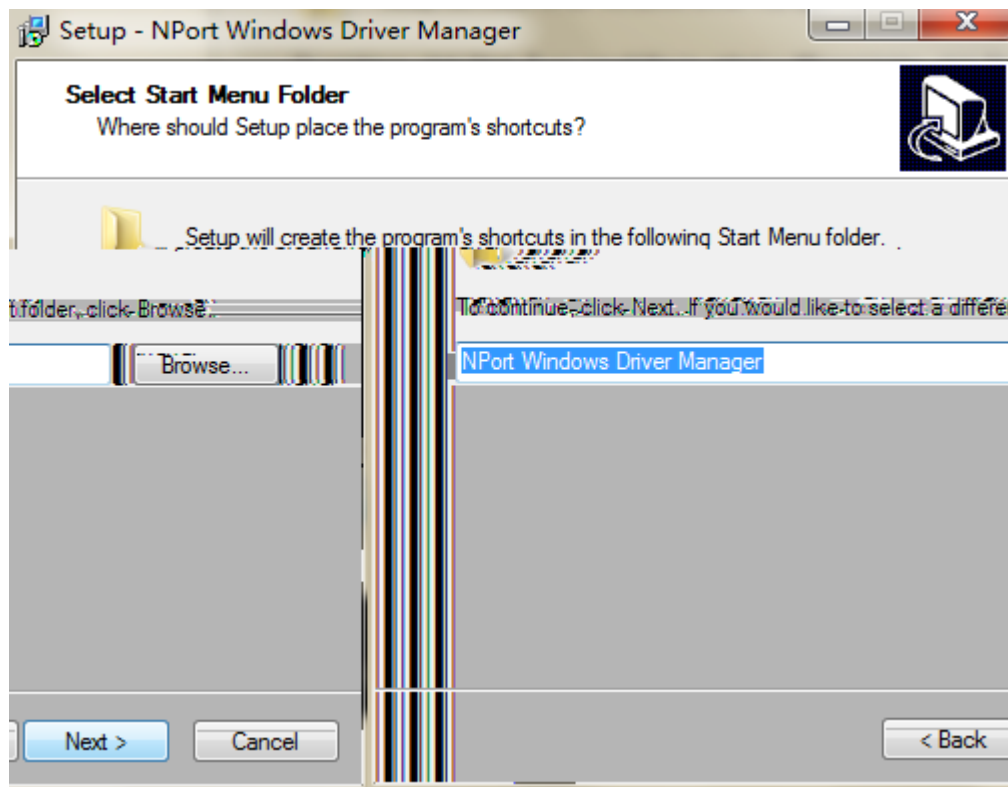 Setup - NPort Windows Driver Manager
Select Start Menu Folder
Where should Setup place the program's shortcuts?
Setup will create the program's shortcuts in the following Start Menu folder.
t folder, click Browse.
To continue, click Next. If you would like to select a differe
Browse...
NPort Windows Driver Manager
Next >
Cancel
< Back